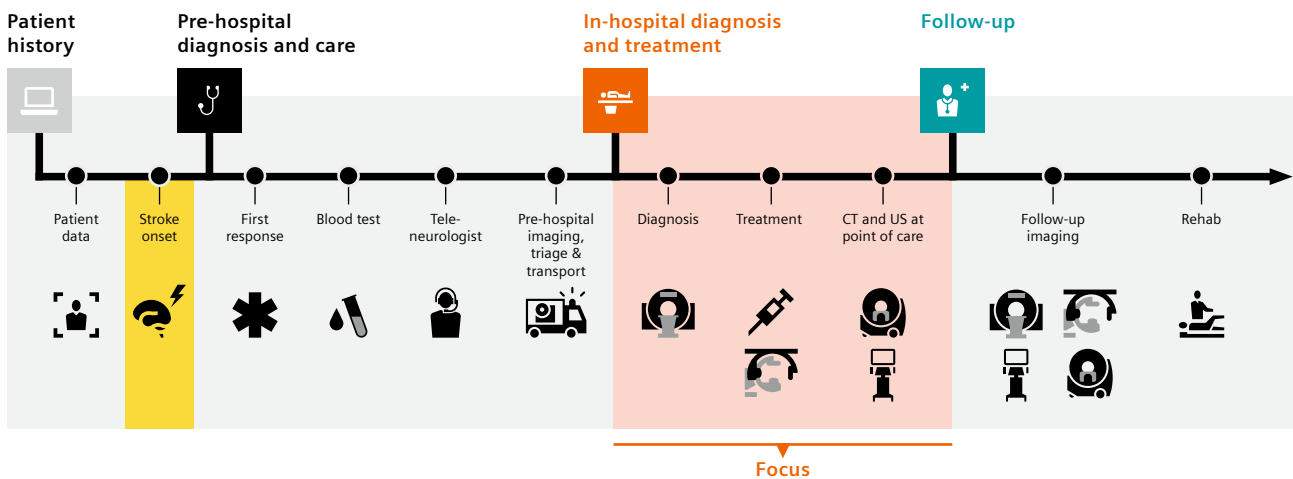 Patient
history
Pre-hospital
diagnosis and care
In-hospital diagnosis
and treatment
Follow-up
Patient
data
Stroke
onset
First
response
Blood test
Tele-
neurologist
Pre-hospital
imaging,
triage &
transport
Diagnosis
Treatment
CT and US at
point of care
Follow-up
imaging
Rehab
Focus